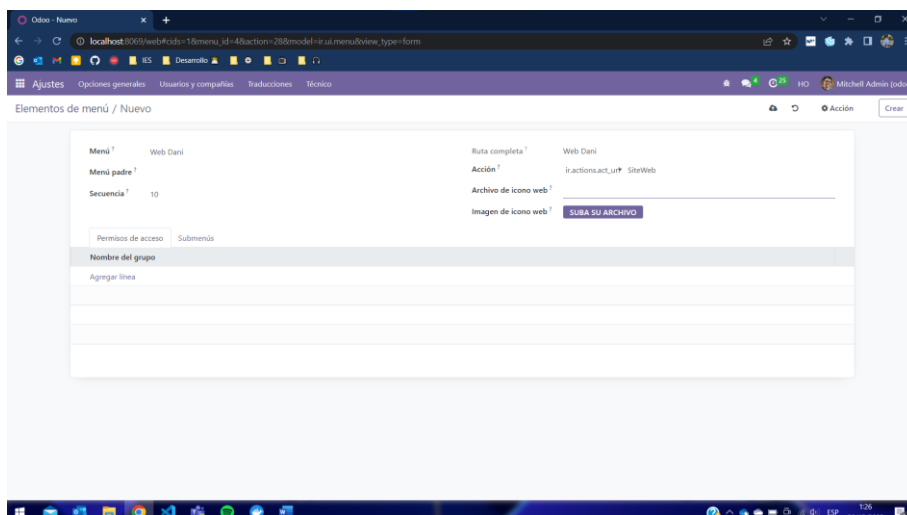 Odoo - Nuevo
localhost:8069/web#cids=1&menu_id=4&action=28&model=ir.ui.menu&view_type=form
IES Desarrollo
Ajustes Opciones generales Usuarios y compañías Traducciones Técnico 4 25 HO Mitchell Admin (odo
Elementos de menú / Nuevo Acción Crear
Menú ? Web Dani Ruta completa ? Web Dani
Menú padre ? Acción ? ir.actions.act_url SiteWeb
Secuencia ? 10 Archivo de icono web ?
Imagen de icono web ? SUBA SU ARCHIVO
Permisos de acceso Submenús
Nombre del grupo
Agregar línea
ESP 1:26